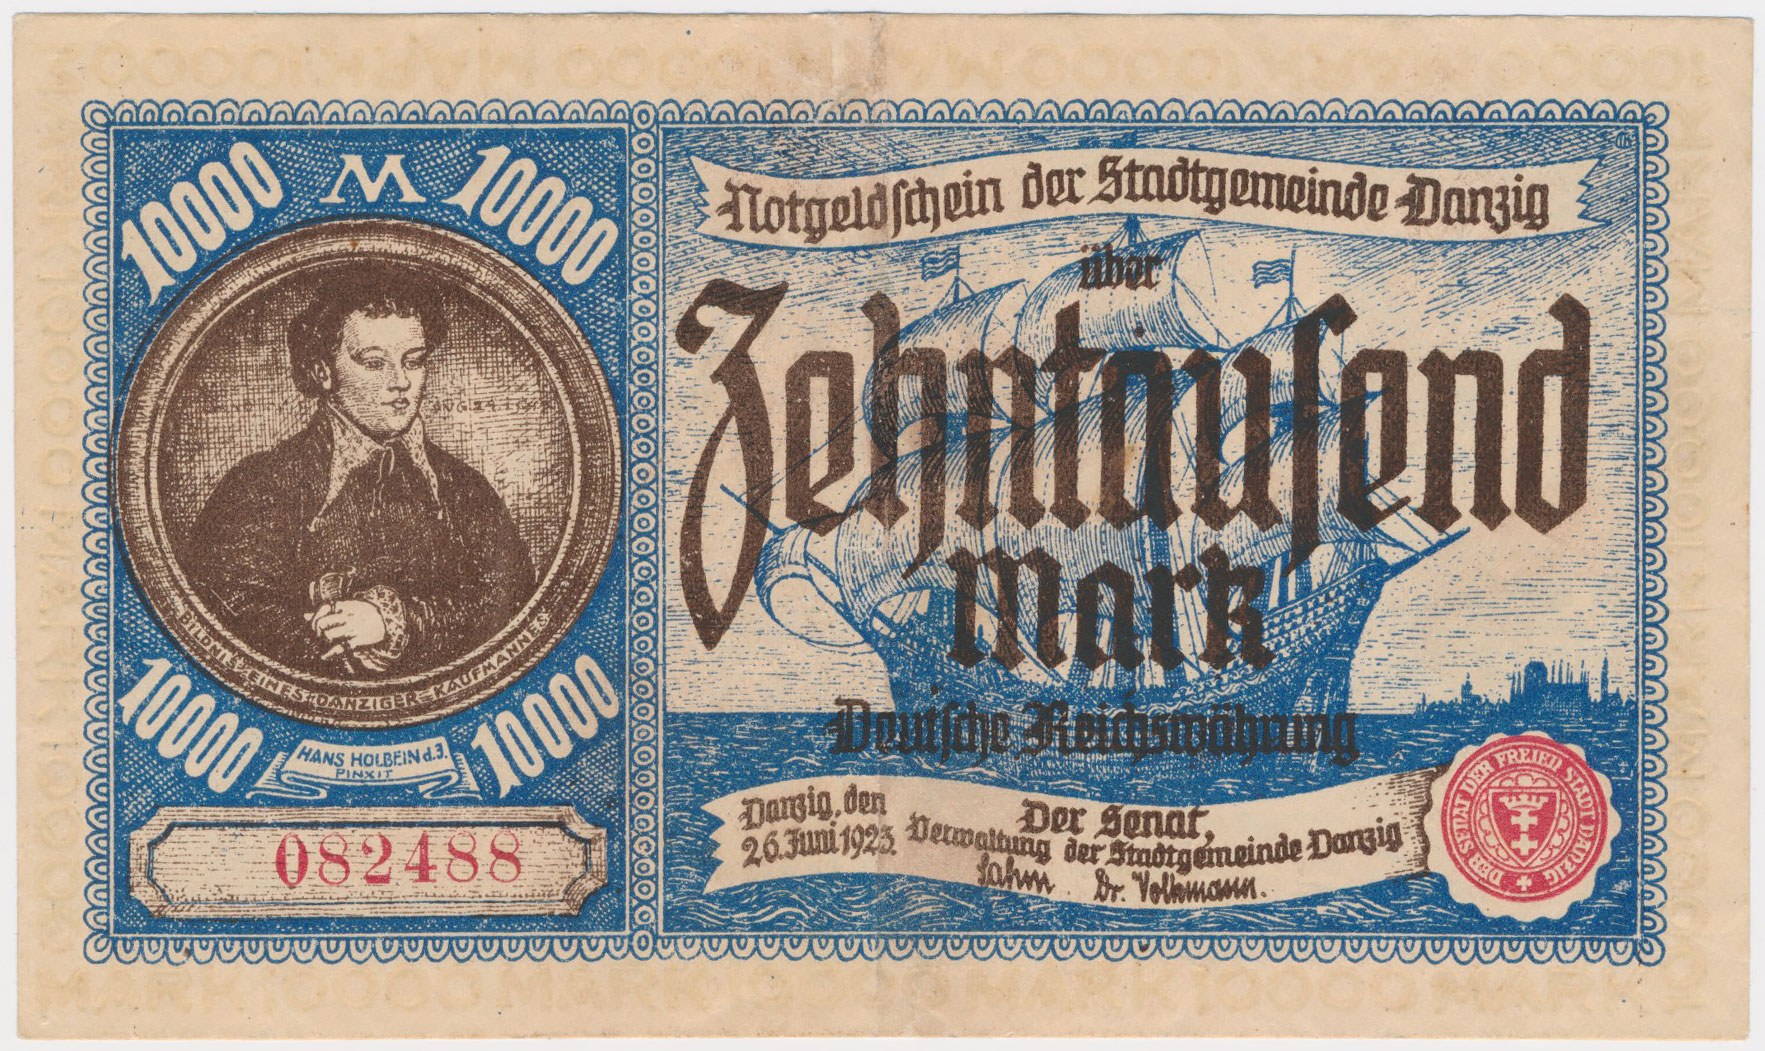 10000 M 10000
BILDNIS EINES DANZIGER KAUFMANNES
10000 10000
HANS HOLBEIN d.J.
PINXIT
082488
Notgeldschein der Stadtgemeinde Danzig
über
Zehntausend
Mark
Deutsche Reichswährung
Danzig, den
26. Juni 1923.
Der Senat,
Verwaltung der Stadtgemeinde Danzig
Sahm Dr. Volkmann.
DER SENAT DER FREIEN STADT DANZIG